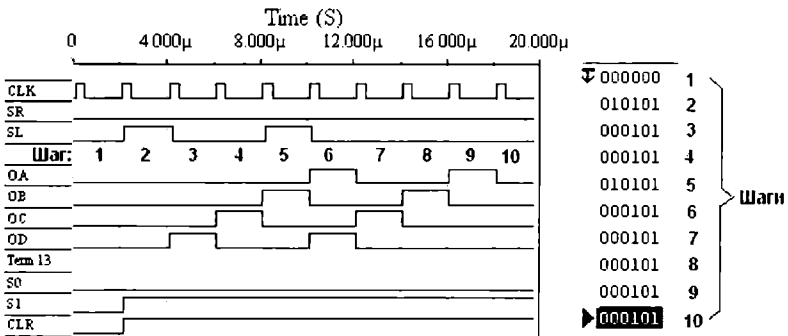 Time (S)
0 4.000µ 8.000µ 12.000µ 16.000µ 20.000µ
CLK
SR
SL
Шаг: 1 2 3 4 5 6 7 8 9 10
OA
OB
OC
OD
Term 13
S0
S1
CLR
000000 1
010101 2
000101 3
000101 4
010101 5
000101 6
000101 7
000101 8
000101 9
000101 10
Шаги